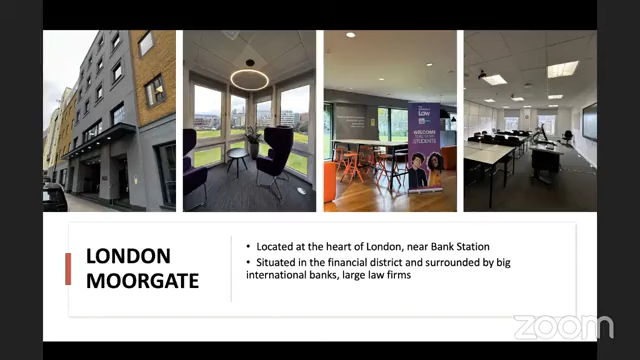 LAW
WELCOME
STUDENTS
LONDON
MOORGATE
• Located at the heart of London, near Bank Station
• Situated in the financial district and surrounded by big
international banks, large law firms
zoom